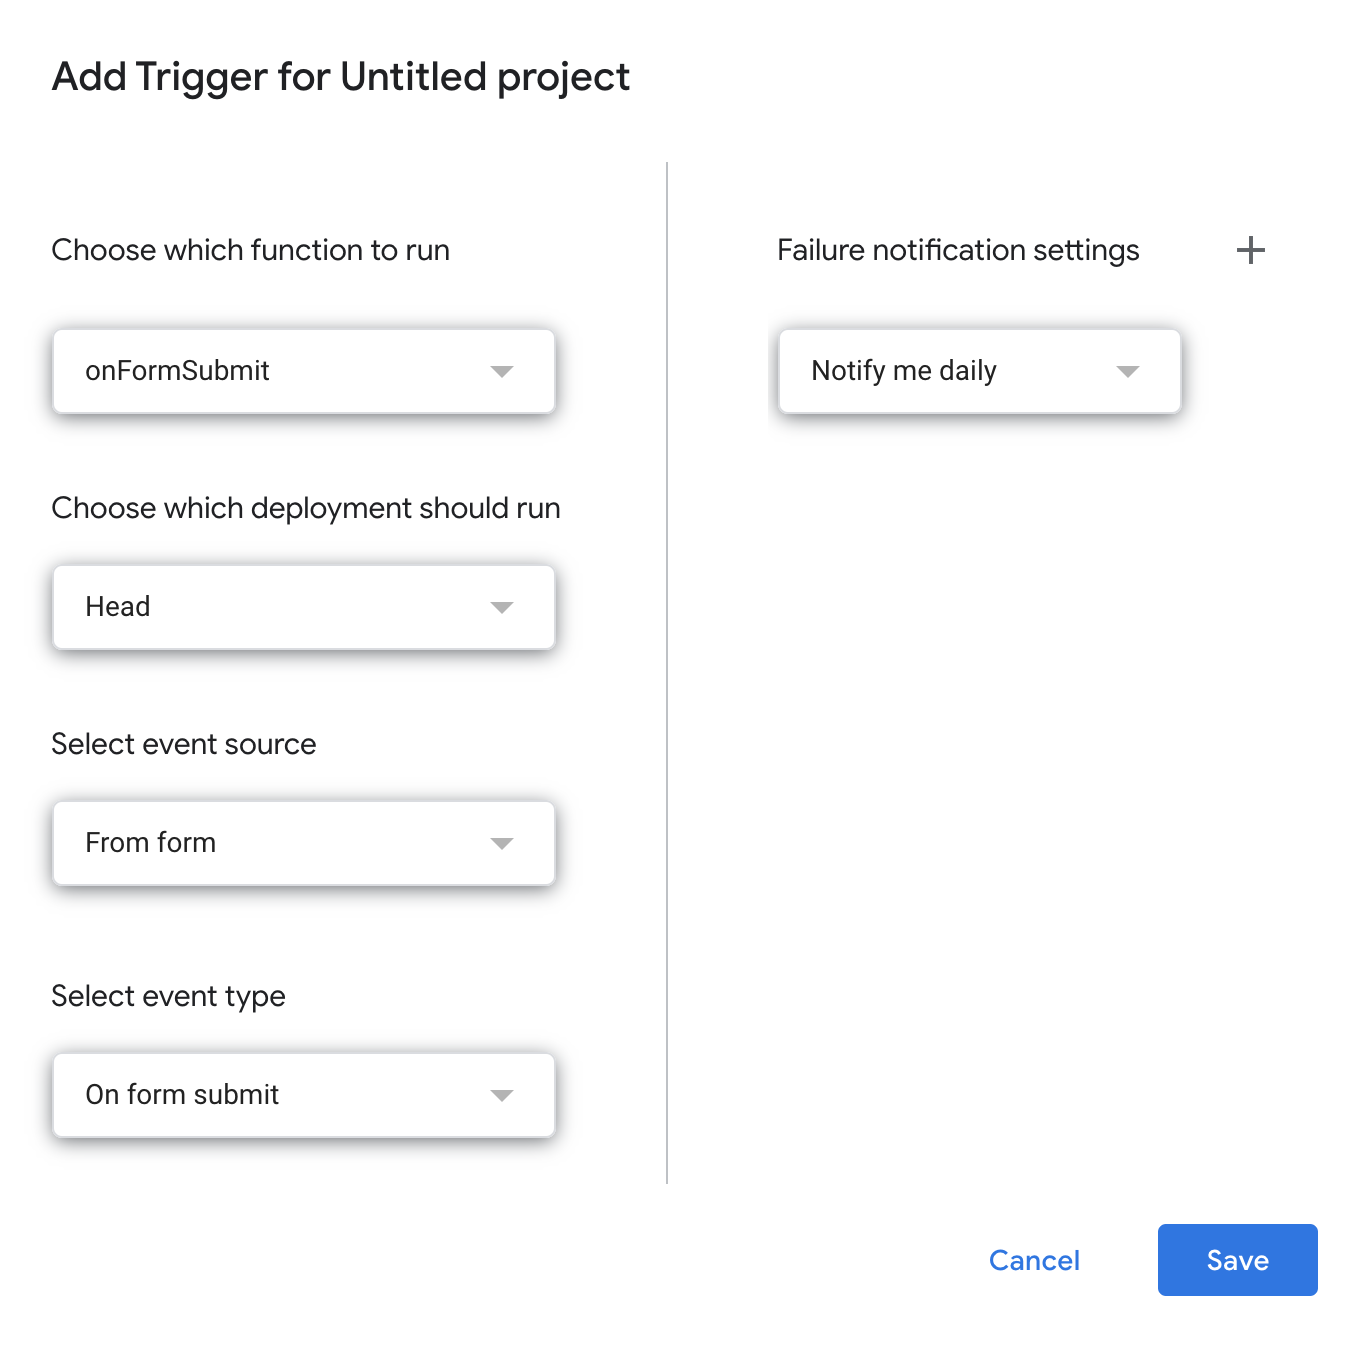 Add Trigger for Untitled project
Choose which function to run
onFormSubmit
Choose which deployment should run
Head
Select event source
From form
Select event type
On form submit
Failure notification settings
Notify me daily
Cancel
Save